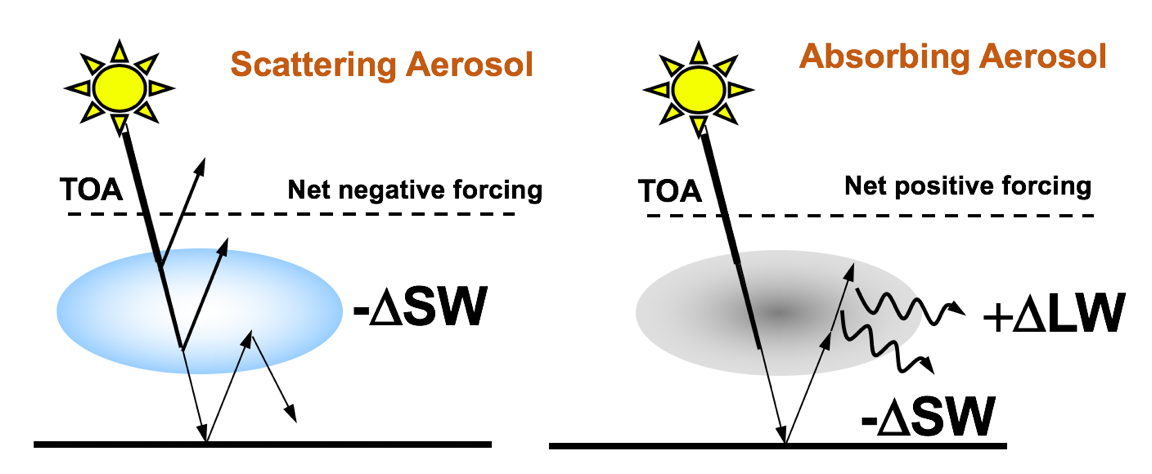 Scattering Aerosol
TOA
Net negative forcing
-ΔSW
Absorbing Aerosol
TOA
Net positive forcing
+ΔLW
-ΔSW